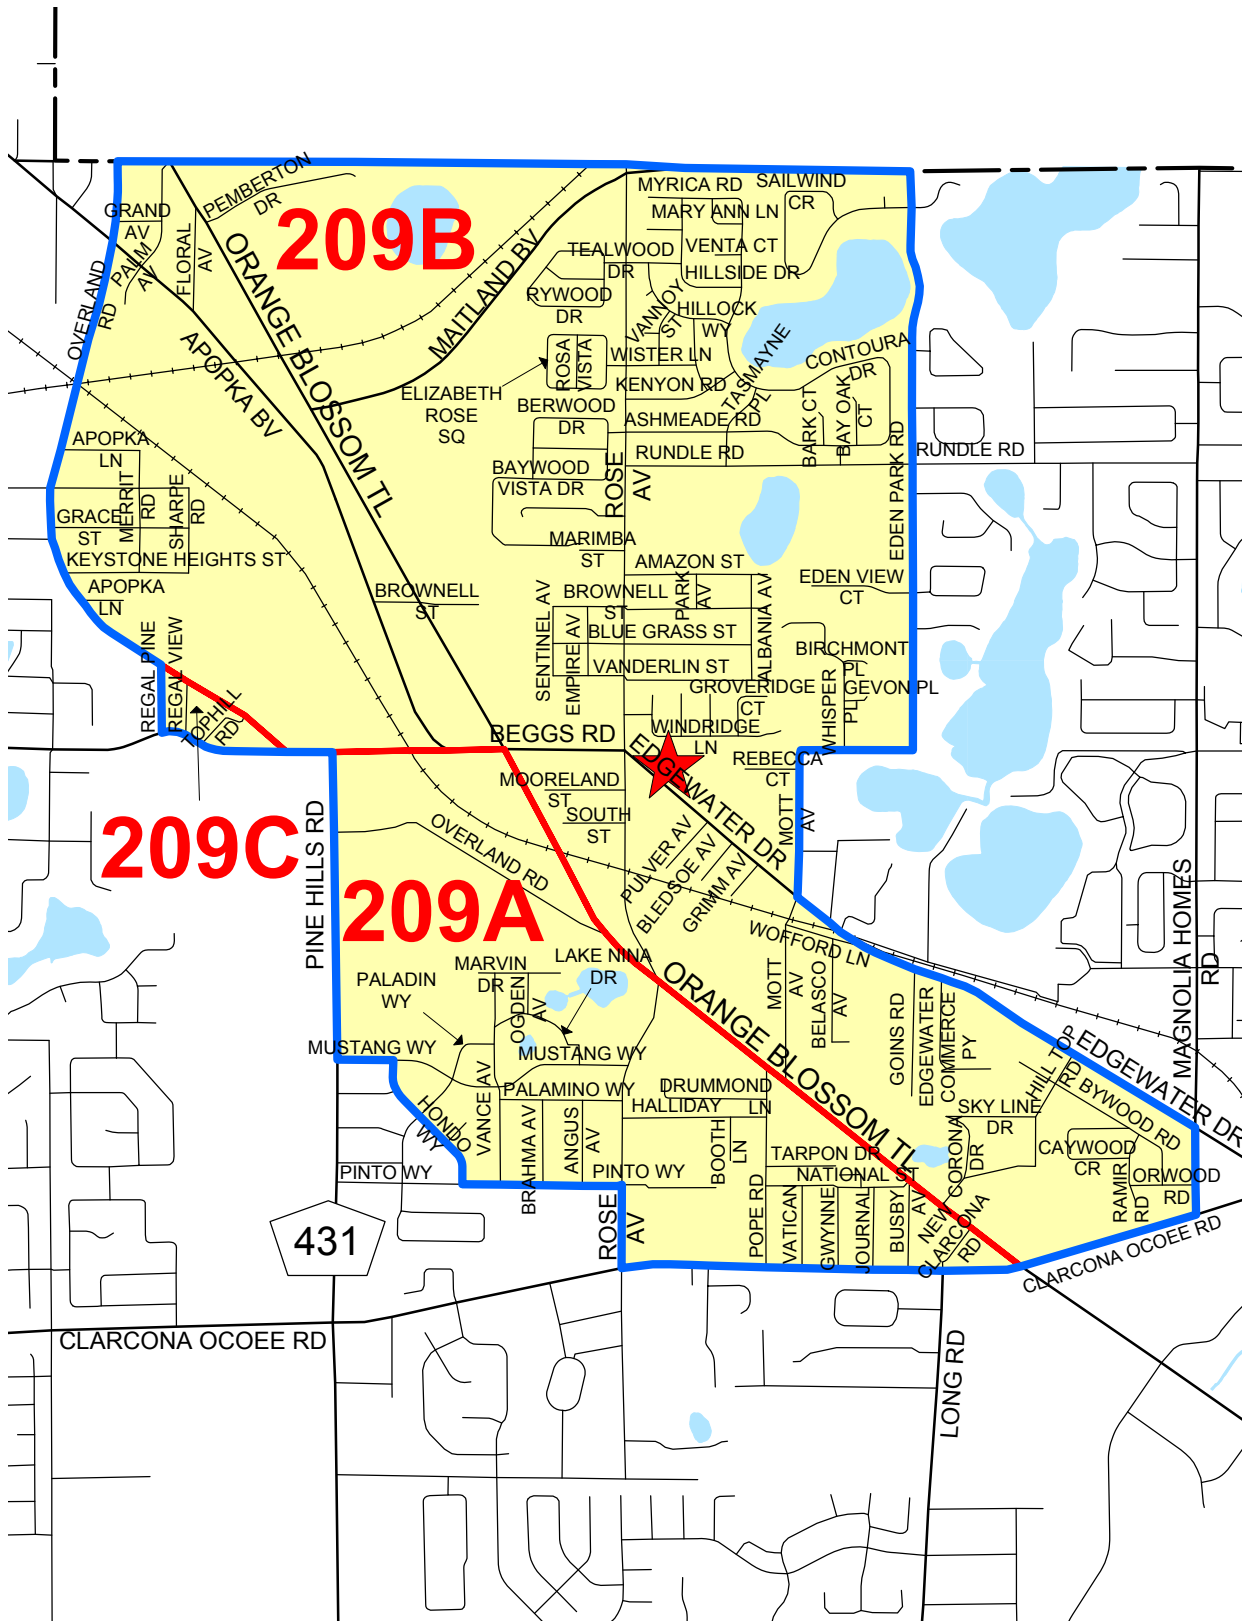 PEMBERTON
DR
GRAND
AV
PALM
AV
FLORAL
AV
209B
MYRICA RD
SAILWIND
CR
MARY ANN LN
ORANGE BLOSSOM TL
MAITLAND BV
TEALWOOD
DR
VENTA CT
HILLSIDE DR
OVERLAND
RD
RYWOOD
DR
VANNOY
ST
HILLOCK
WY
APOPKA BV
ROSA
VISTA
WISTER LN
TASMAYNE
PL
CONTOURA
DR
ELIZABETH
ROSE
SQ
KENYON RD
BERWOOD
DR
ASHMEADE RD
BARK CT
BAY OAK
CT
APOPKA
LN
RUNDLE RD
RUNDLE RD
EDEN PARK RD
BAYWOOD
VISTA DR
ROSE
AV
MERRIT
RD
SHARPE
RD
GRACE
ST
MARIMBA
ST
KEYSTONE HEIGHTS ST
AMAZON ST
APOPKA
LN
BROWNELL
ST
SENTINEL AV
EMPIRE AV
BROWNELL
ST
PARK
AV
ALBANIA AV
EDEN VIEW
CT
BLUE GRASS ST
REGAL PINE
REGAL VIEW
VANDERLIN ST
BIRCHMONT
PL
GROVERIDGE
CT
WHISPER
PL
GEVON PL
TOPHILL
RD
WINDRIDGE
LN
BEGGS RD
EDGEWATER DR
REBECCA
CT
MOORELAND
ST
SOUTH
ST
MOTT
AV
209C
PINE HILLS RD
OVERLAND RD
PULVER AV
BLEDSOE AV
GRIMM AV
209A
WOFFORD LN
MAGNOLIA HOMES
RD
MARVIN
DR
LAKE NINA
DR
PALADIN
WY
OGDEN
AV
ORANGE BLOSSOM TL
MOTT
AV
BELASCO
AV
GOINS RD
EDGEWATER
COMMERCE
PY
MUSTANG WY
MUSTANG WY
HILL TOP
RD
EDGEWATER DR
VANCE AV
PALAMINO WY
DRUMMOND
LN
HALLIDAY
BYWOOD RD
HONDO
WY
SKY LINE
DR
BRAHMA AV
ANGUS
AV
BOOTH
LN
CORONA
DR
CAYWOOD
CR
TARPON DR
PINTO WY
PINTO WY
NATIONAL ST
RAMIR
RD
ORWOOD
RD
431
ROSE
AV
POPE RD
VATICAN
GWYNNE
JOURNAL
BUSBY
AV
NEW
CLARCONA
RD
CLARCONA OCOEE RD
CLARCONA OCOEE RD
LONG RD